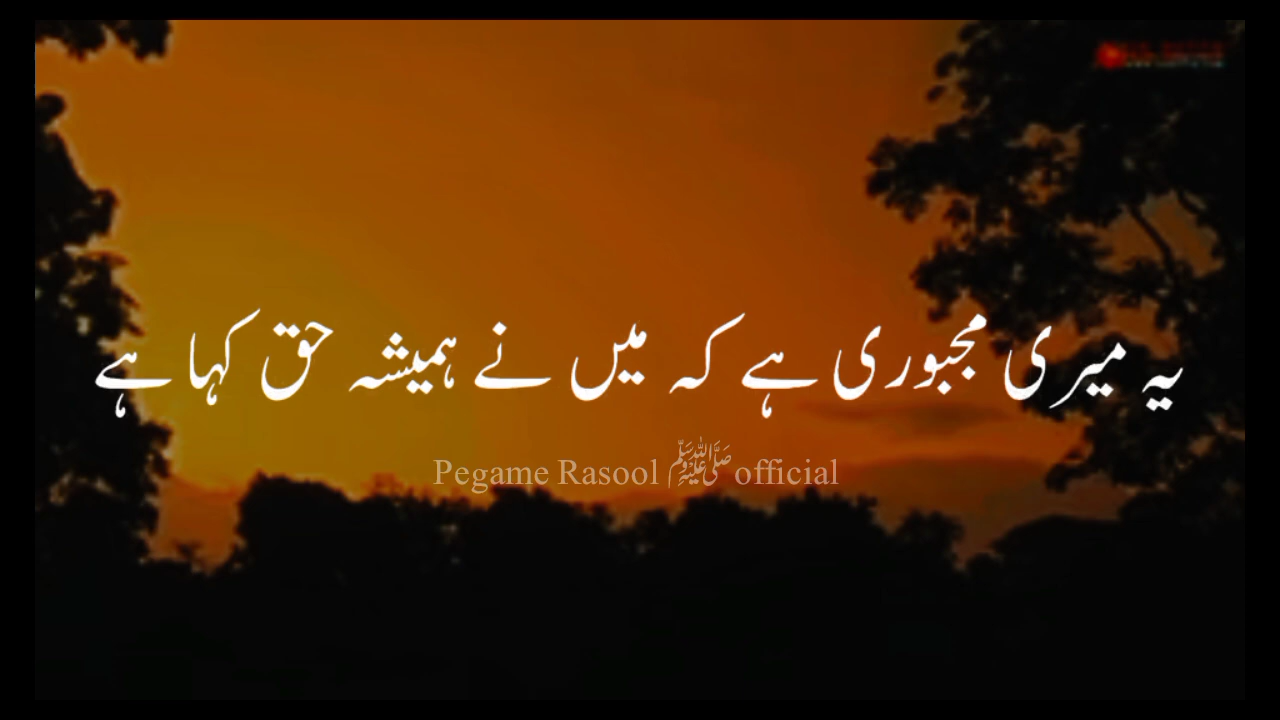 یہ میری مجبوری ہے کہ میں نے ہمیشہ حق کہا ہے
Pegame Rasool ﷺ official